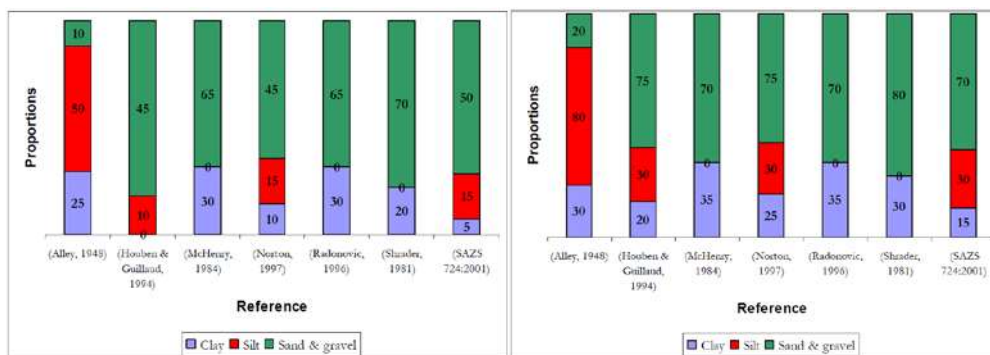 Proportions
10 45 65 45 65 70 50
50 10 0 15 0 0 15
25 0 30 10 30 20 5
(Alley, 1948) (Houben & (McHenry, (Norton, (Radonovic, (Shrader, (SAZS
Guillaud, 1984) 1997) 1996) 1981) 724:2001)
1994)
Reference
Clay Silt Sand & gravel
Proportions
20 75 70 75 70 80 70
80 30 0 30 0 0 30
30 20 35 25 35 30 15
(Alley, 1948) (Houben & (McHenry, (Norton, (Radonovic, (Shrader, (SAZS
Guillaud, 1984) 1997) 1996) 1981) 724:2001)
1994)
Reference
Clay Silt Sand & gravel